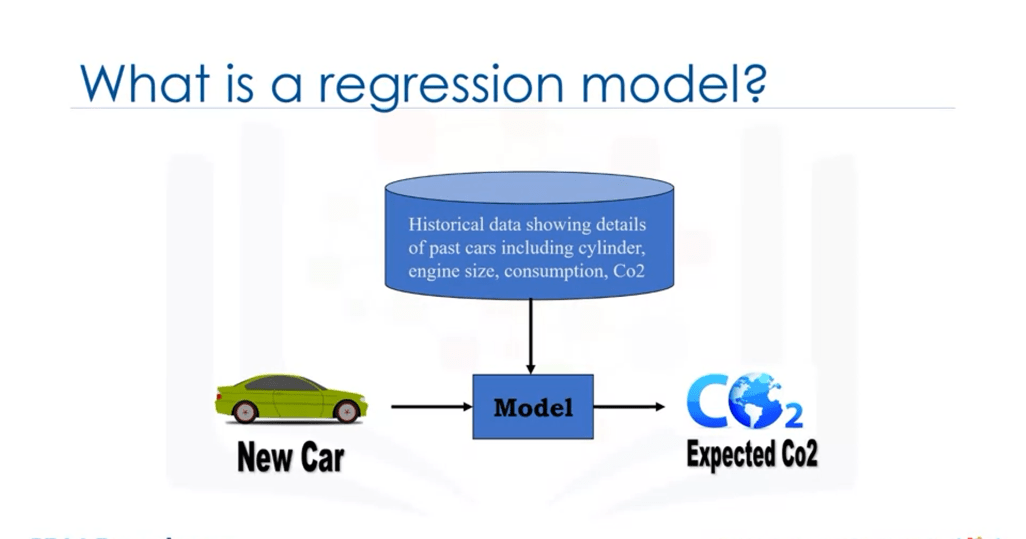 What is a regression model?
Historical data showing details
of past cars including cylinder,
engine size, consumption, Co2
Model
CO2
New Car
Expected Co2